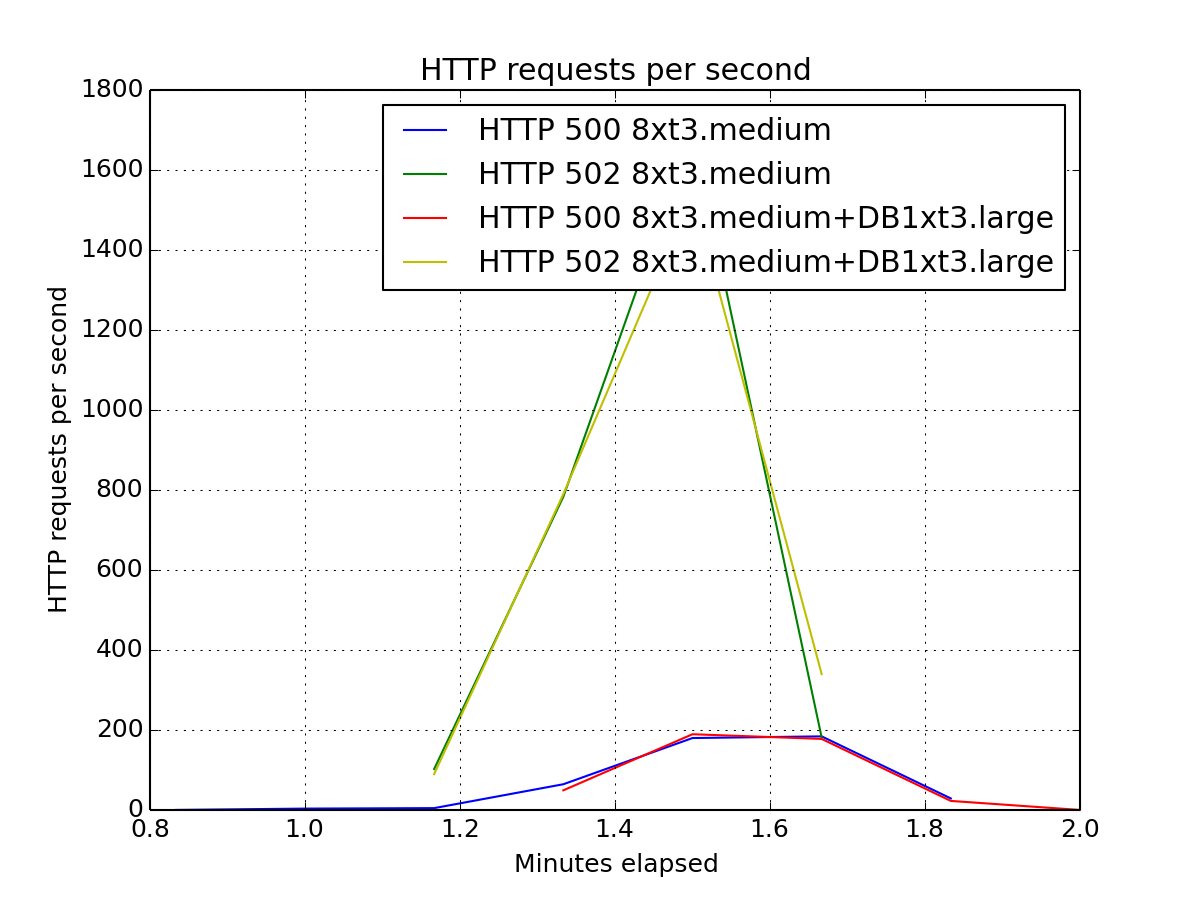 HTTP requests per second
HTTP 500 8xt3.medium
HTTP 502 8xt3.medium
HTTP 500 8xt3.medium+DB1xt3.large
HTTP 502 8xt3.medium+DB1xt3.large
HTTP requests per second
1800
1600
1400
1200
1000
800
600
400
200
0
0.8 1.0 1.2 1.4 1.6 1.8 2.0
Minutes elapsed